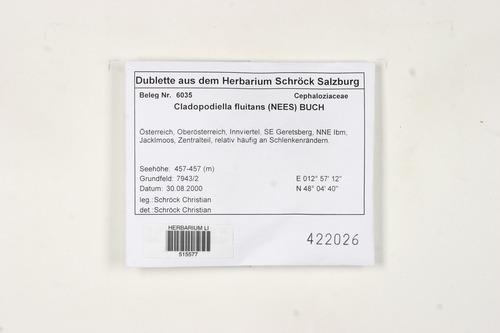 Dublette aus dem Herbarium Schröck Salzburg
Beleg Nr. 6035 Cephaloziaceae
Cladopodiella fluitans (NEES) BUCH
Österreich, Oberösterreich, Innviertel, SE Geretsberg, NNE Ibm,
Jacklmoos, Zentralteil, relativ häufig an Schlenkenrändern.
Seehöhe: 457-457 (m)
Grundfeld: 7943/2 E 012° 57' 12"
Datum: 30.08.2000 N 48° 04' 40"
leg.: Schröck Christian
det.: Schröck Christian
HERBARIUM LI
515577
422026